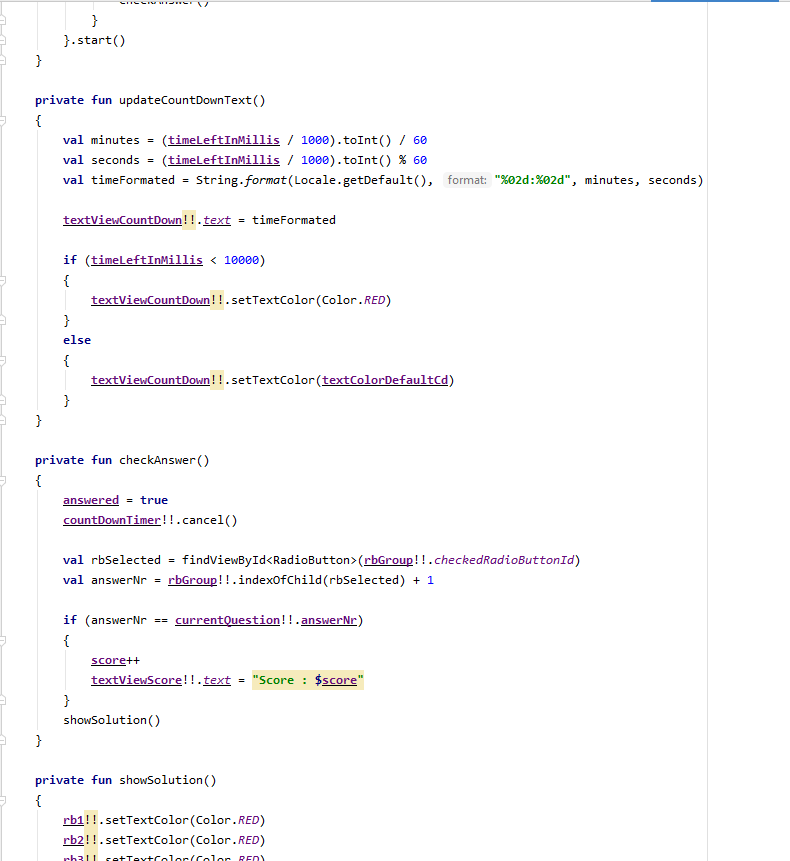 checkAnswer()
}
}.start()
}
private fun updateCountDownText()
{
val minutes = (timeLeftInMillis / 1000).toInt() / 60
val seconds = (timeLeftInMillis / 1000).toInt() % 60
val timeFormated = String.format(Locale.getDefault(), format: "%02d:%02d", minutes, seconds)
textViewCountDown!!.text = timeFormated
if (timeLeftInMillis < 10000)
{
textViewCountDown!!.setTextColor(Color.RED)
}
else
{
textViewCountDown!!.setTextColor(textColorDefaultCd)
}
}
private fun checkAnswer()
{
answered = true
countDownTimer!!.cancel()
val rbSelected = findViewById<RadioButton>(rbGroup!!.checkedRadioButtonId)
val answerNr = rbGroup!!.indexOfChild(rbSelected) + 1
if (answerNr == currentQuestion!!.answerNr)
{
score++
textViewScore!!.text = "Score : $score"
}
showSolution()
}
private fun showSolution()
{
rb1!!.setTextColor(Color.RED)
rb2!!.setTextColor(Color.RED)
rb3!!.setTextColor(Color.RED)